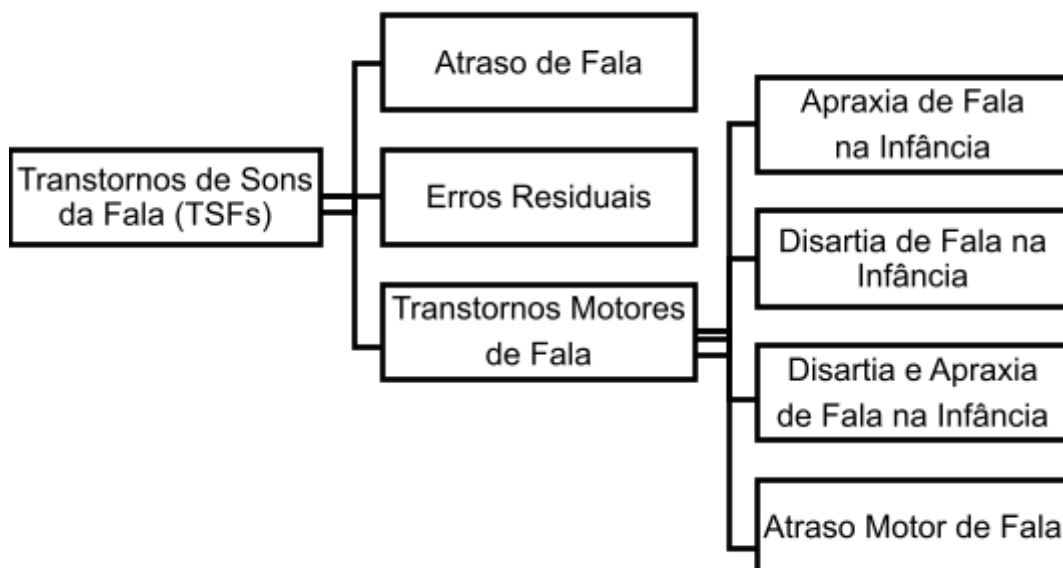 Transtornos de Sons
da Fala (TSFs)
Atraso de Fala
Erros Residuais
Transtornos Motores
de Fala
Apraxia de Fala
na Infância
Disartia de Fala na
Infância
Disartia e Apraxia
de Fala na Infância
Atraso Motor de Fala